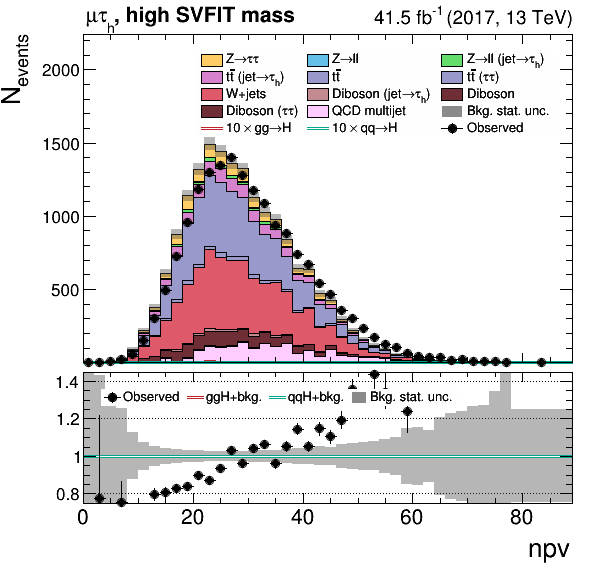 μτh, high SVFIT mass 41.5 fb⁻¹ (2017, 13 TeV)
Nevents
2000
1500
1000
500
Z→ττ Z→ll Z→ll (jet→τh)
tt̄ (jet→τh) tt̄ tt̄ (ττ)
W+jets Diboson (jet→τh) Diboson
Diboson (ττ) QCD multijet Bkg. stat. unc.
10 × gg→H 10 × qq→H Observed
1.4
1.2
1
0.8
Observed ggH+bkg. qqH+bkg. Bkg. stat. unc.
0 20 40 60 80
npv